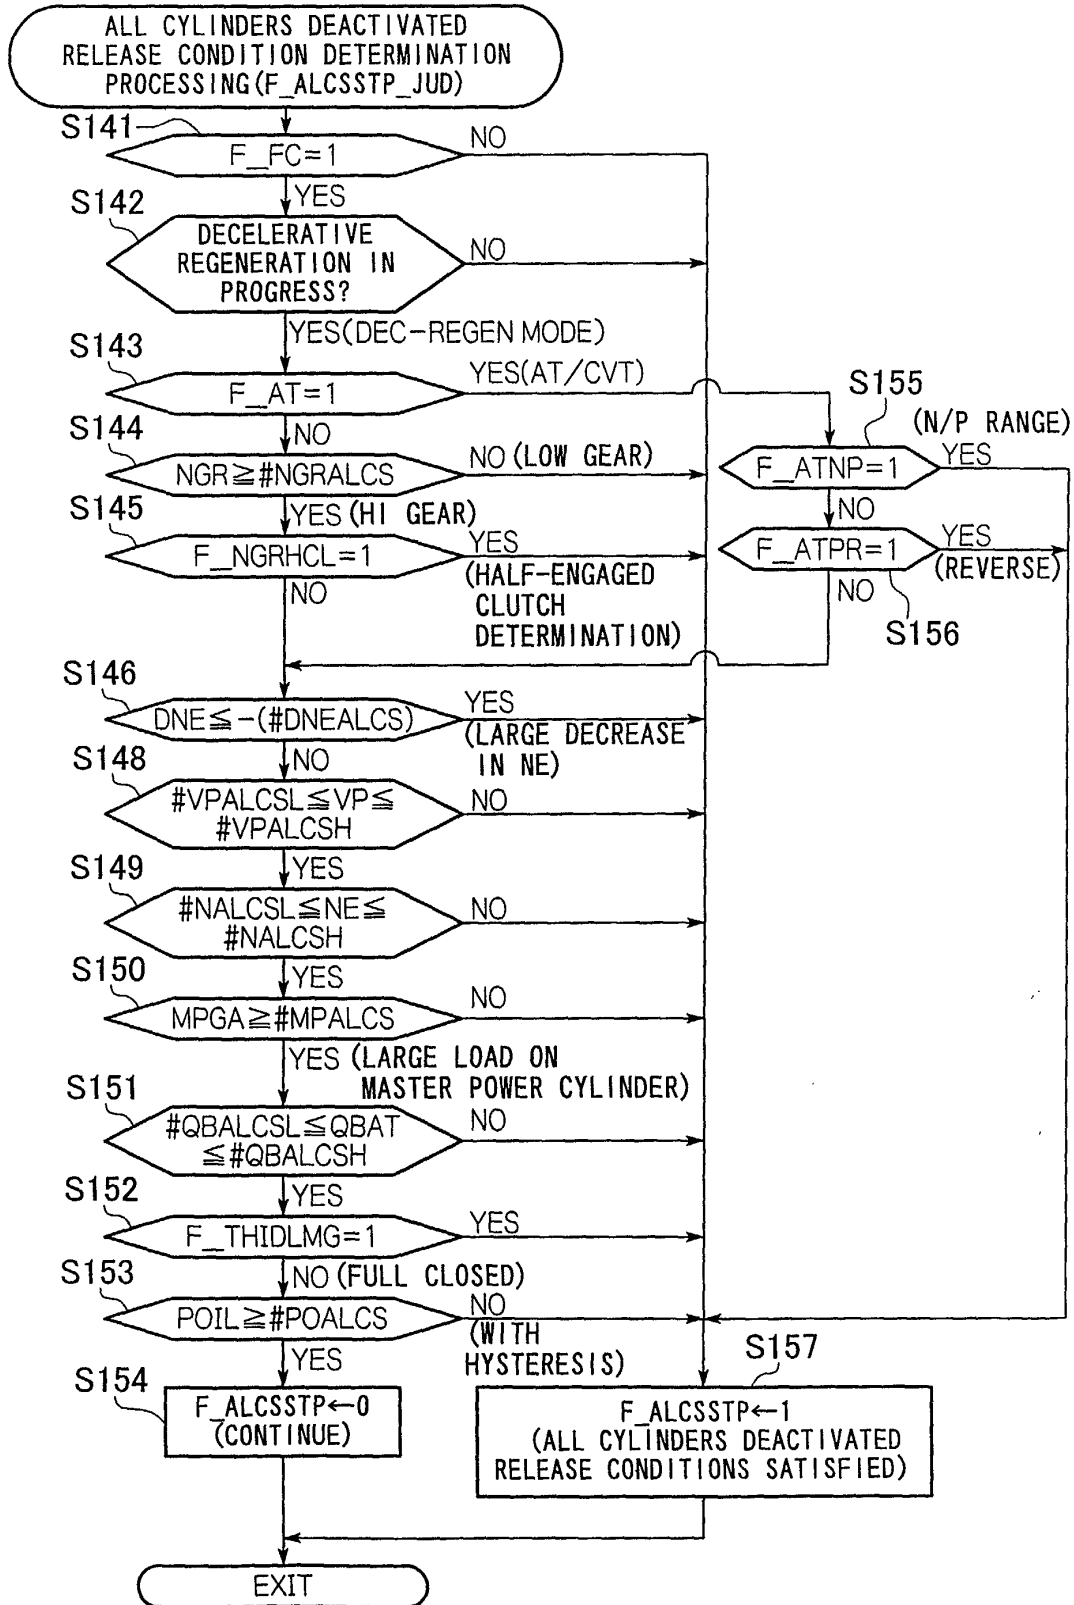 ALL CYLINDERS DEACTIVATED
RELEASE CONDITION DETERMINATION
PROCESSING(F_ALCSSTP_JUD)
S141
F_FC=1
NO
YES
S142
DECELERATIVE
REGENERATION IN
PROGRESS?
NO
YES(DEC-REGEN MODE)
S143
F_AT=1
YES(AT/CVT)
NO
S155
(N/P RANGE)
F_ATNP=1
YES
NO
S144
NGR≧#NGRALCS
NO(LOW GEAR)
YES(HI GEAR)
S145
F_NGRHCL=1
YES
(HALF-ENGAGED
CLUTCH
DETERMINATION)
NO
F_ATPR=1
YES
(REVERSE)
NO
S156
S146
DNE≦-(#DNEALCS)
YES
(LARGE DECREASE
IN NE)
NO
S148
#VPALCSL≦VP≦
#VPALCSH
NO
YES
S149
#NALCSL≦NE≦
#NALCSH
NO
YES
S150
MPGA≧#MPALCS
NO
YES (LARGE LOAD ON
MASTER POWER CYLINDER)
S151
#QBALCSL≦QBAT
≦#QBALCSH
NO
YES
S152
F_THIDLMG=1
YES
NO(FULL CLOSED)
S153
POIL≧#POALCS
NO
(WITH
HYSTERESIS)
YES
S154
F_ALCSSTP←0
(CONTINUE)
S157
F_ALCSSTP←1
(ALL CYLINDERS DEACTIVATED
RELEASE CONDITIONS SATISFIED)
EXIT